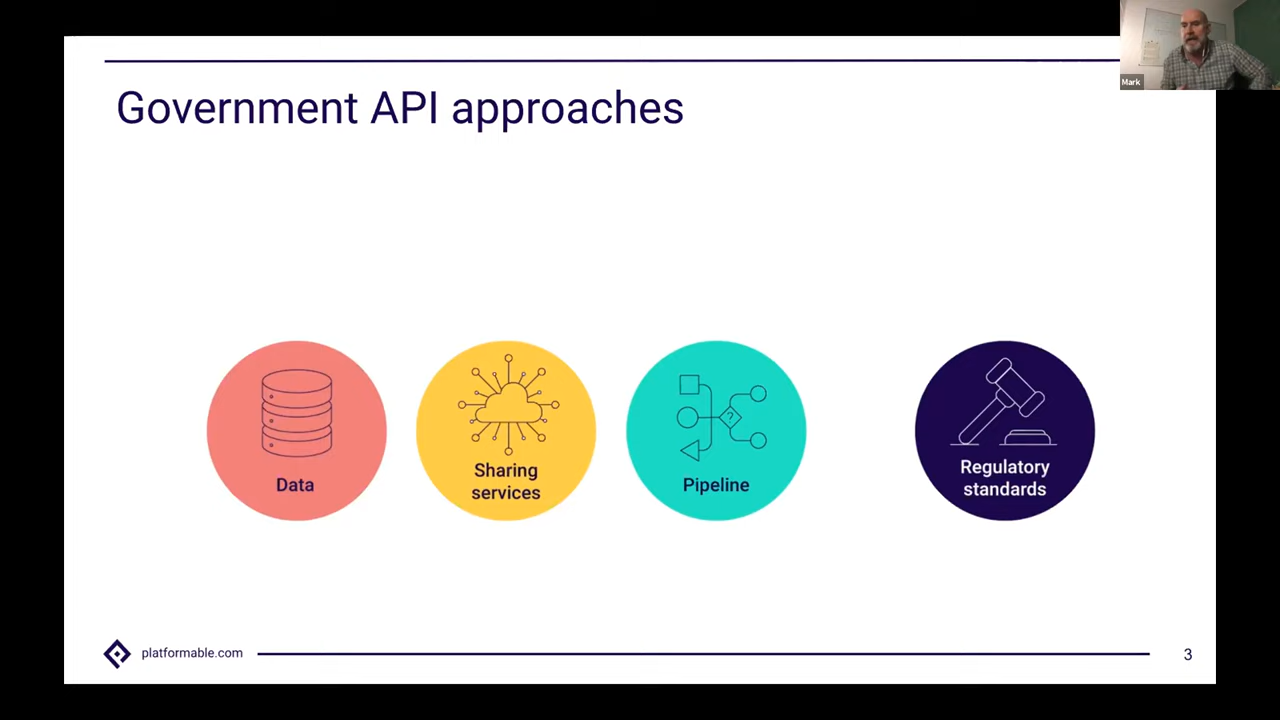 Mark
Government API approaches
Data
Sharing
services
?
Pipeline
Regulatory
standards
platformable.com
3